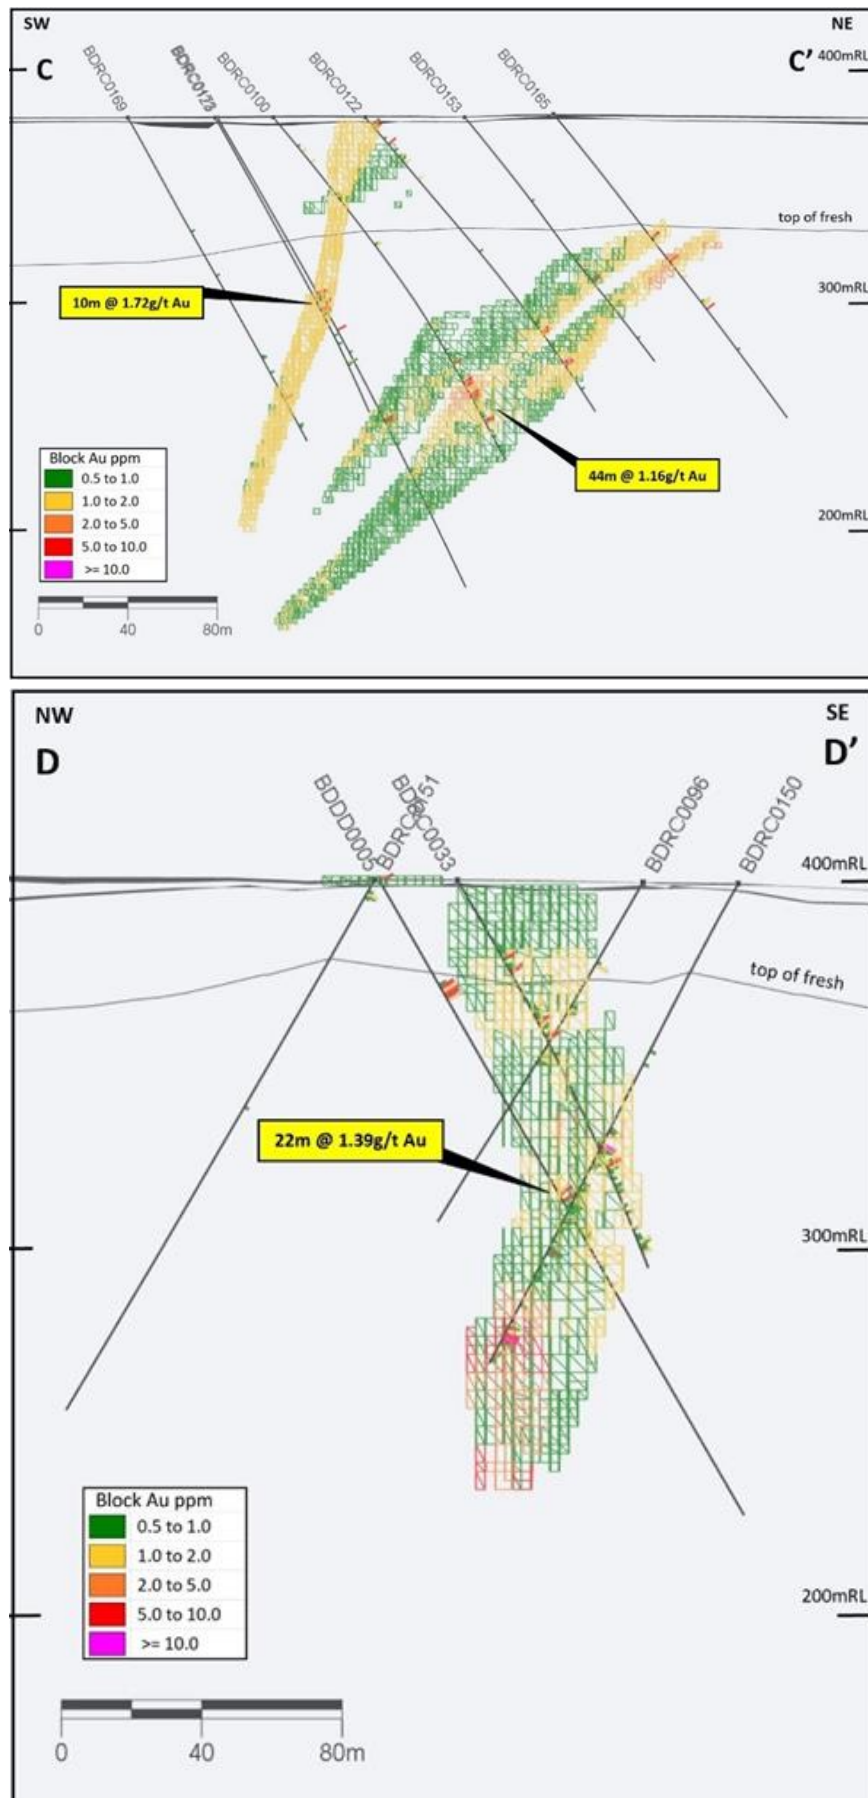 SW
NE
C
C'
400mRL
BDRC0169
BDRC0100
BDRC0122
BDRC0153
BDRC0165
top of fresh
10m @ 1.72g/t Au
300mRL
44m @ 1.16g/t Au
Block Au ppm
0.5 to 1.0
1.0 to 2.0
2.0 to 5.0
5.0 to 10.0
>= 10.0
200mRL
0 40 80m
NW
SE
D
D'
BDDD0005
BDRC0033
BDRC0096
BDRC0150
400mRL
top of fresh
22m @ 1.39g/t Au
300mRL
Block Au ppm
0.5 to 1.0
1.0 to 2.0
2.0 to 5.0
5.0 to 10.0
>= 10.0
200mRL
0 40 80m